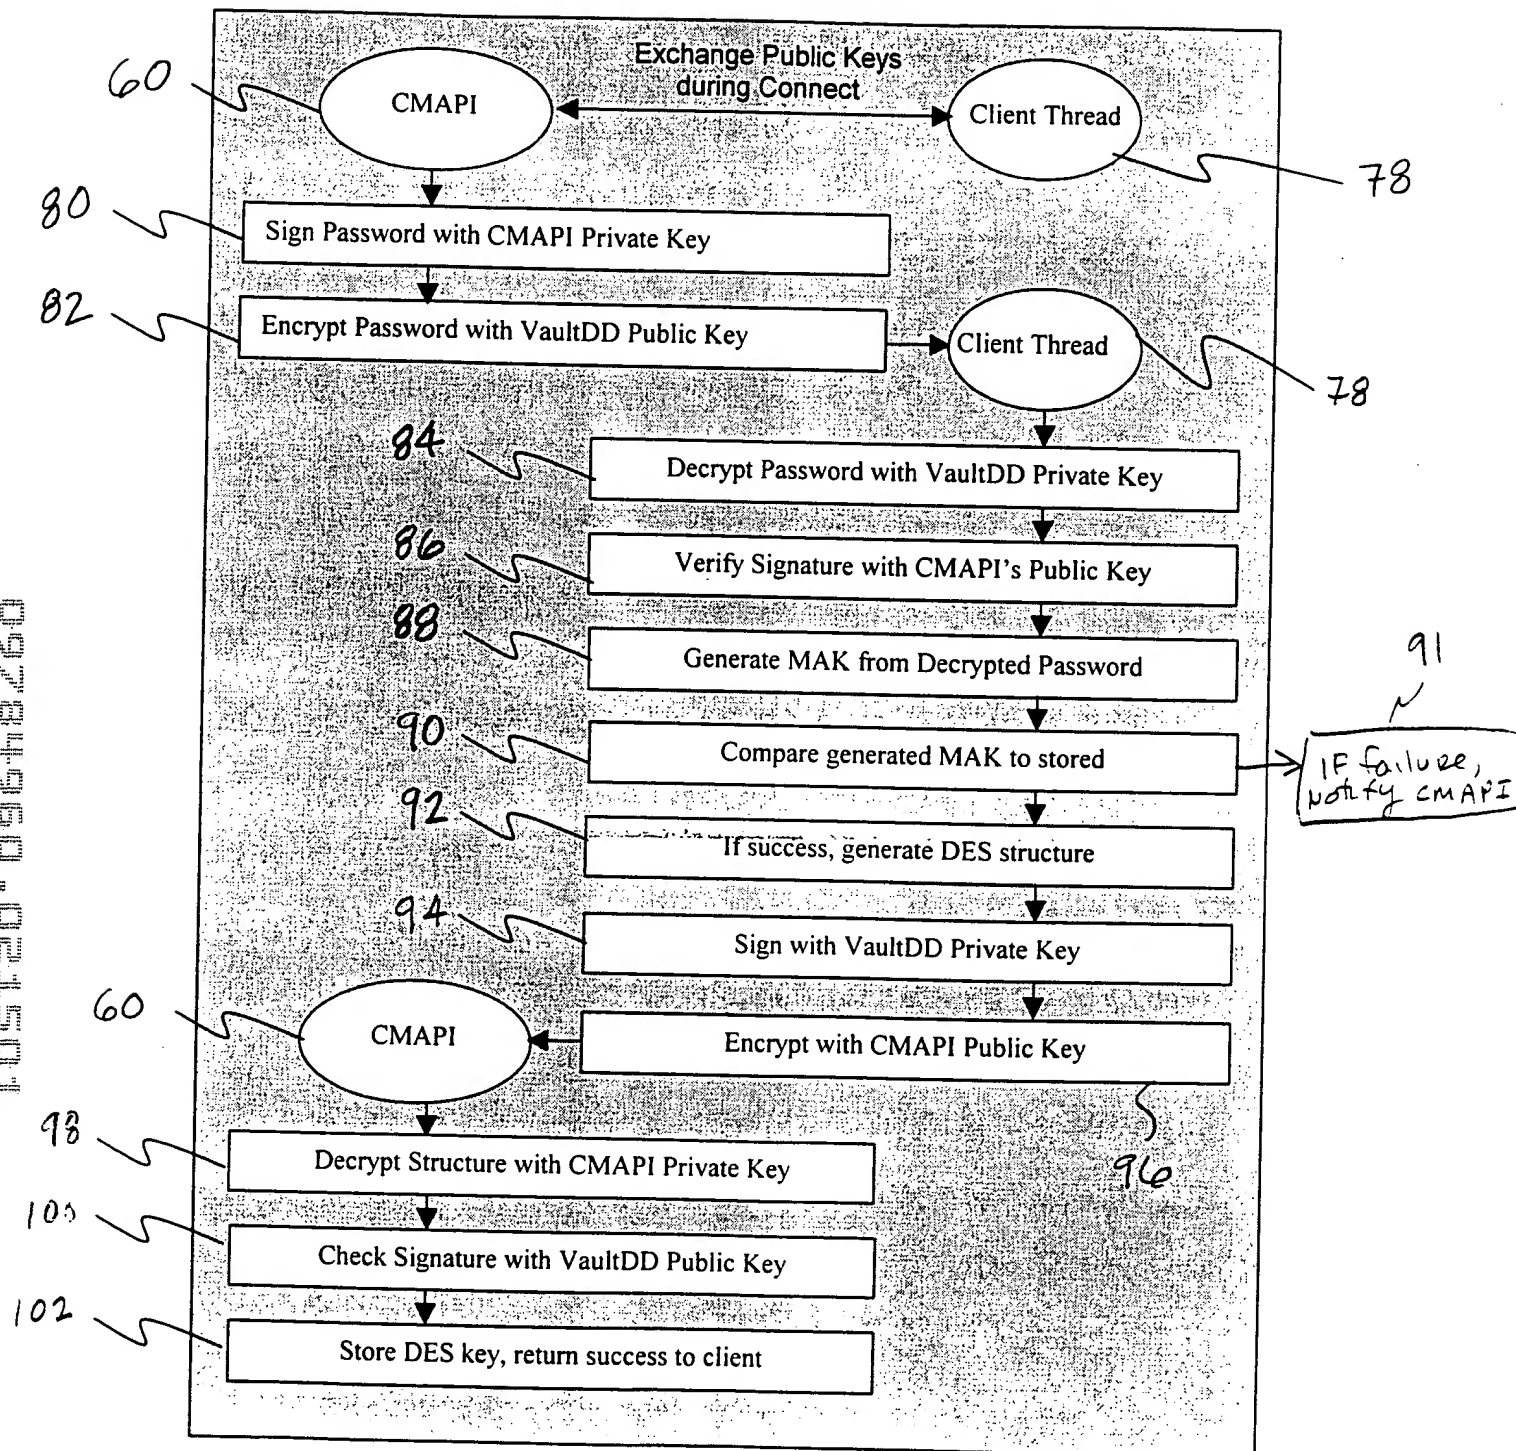 Exchange Public Keys
during Connect
60
CMAPI
Client Thread
78
80
Sign Password with CMAPI Private Key
82
Encrypt Password with VaultDD Public Key
Client Thread
78
84
Decrypt Password with VaultDD Private Key
86
Verify Signature with CMAPI's Public Key
88
Generate MAK from Decrypted Password
91
90
Compare generated MAK to stored
IF failure,
Notify CMAPI
92
If success, generate DES structure
94
Sign with VaultDD Private Key
60
CMAPI
Encrypt with CMAPI Public Key
96
98
Decrypt Structure with CMAPI Private Key
100
Check Signature with VaultDD Public Key
102
Store DES key, return success to client